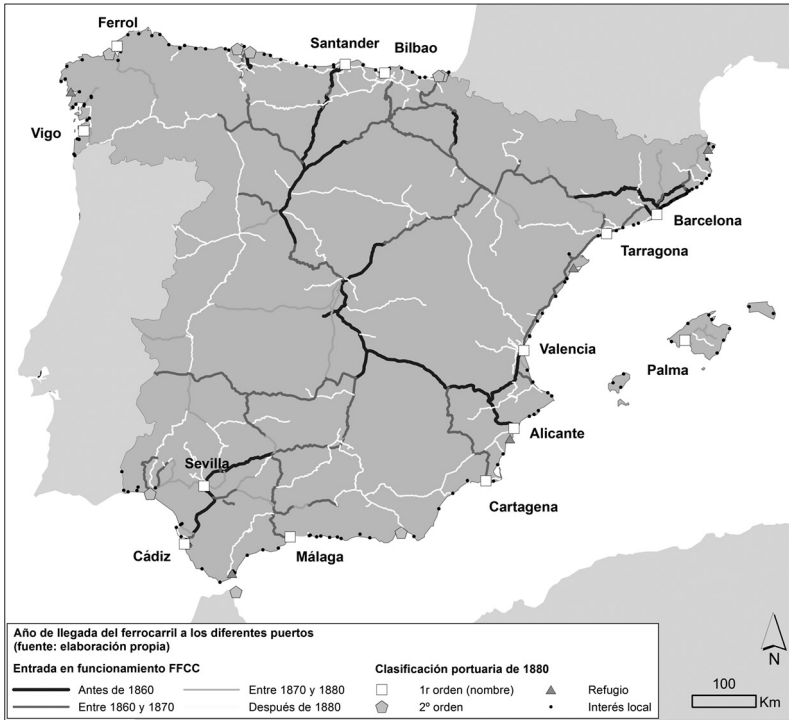 Ferrol
Santander
Bilbao
Vigo
Barcelona
Tarragona
Valencia
Palma
Alicante
Sevilla
Cartagena
Cádiz
Málaga
Año de llegada del ferrocarril a los diferentes puertos
(fuente: elaboración propia)
Entrada en funcionamiento FFCC
Antes de 1860
Entre 1860 y 1870
Entre 1870 y 1880
Después de 1880
Clasificación portuaria de 1880
1r orden (nombre)
2º orden
Refugio
Interés local
N
100
Km